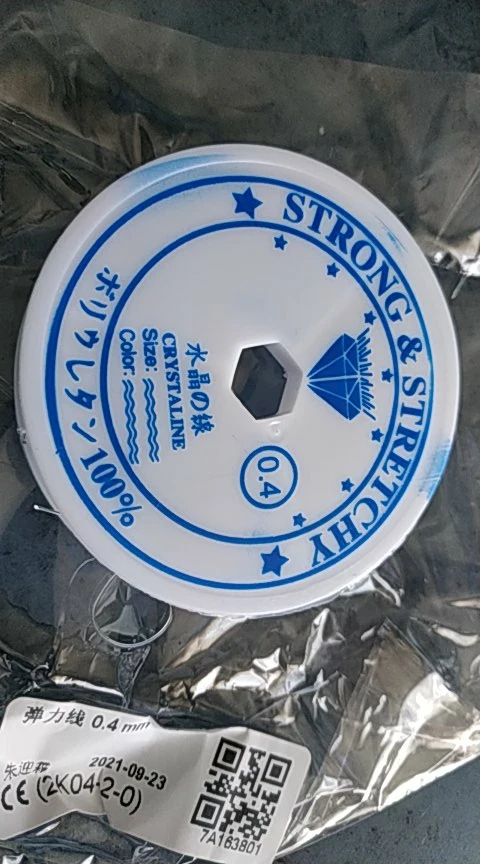 STRONG & STRETCHY
水晶の線
CRYSTALINE
Size:
Color:
0.4
ポリウレタン100%
弹力线 0.4 mm
2021-09-23
CE (2K04-2-0)
7A163801